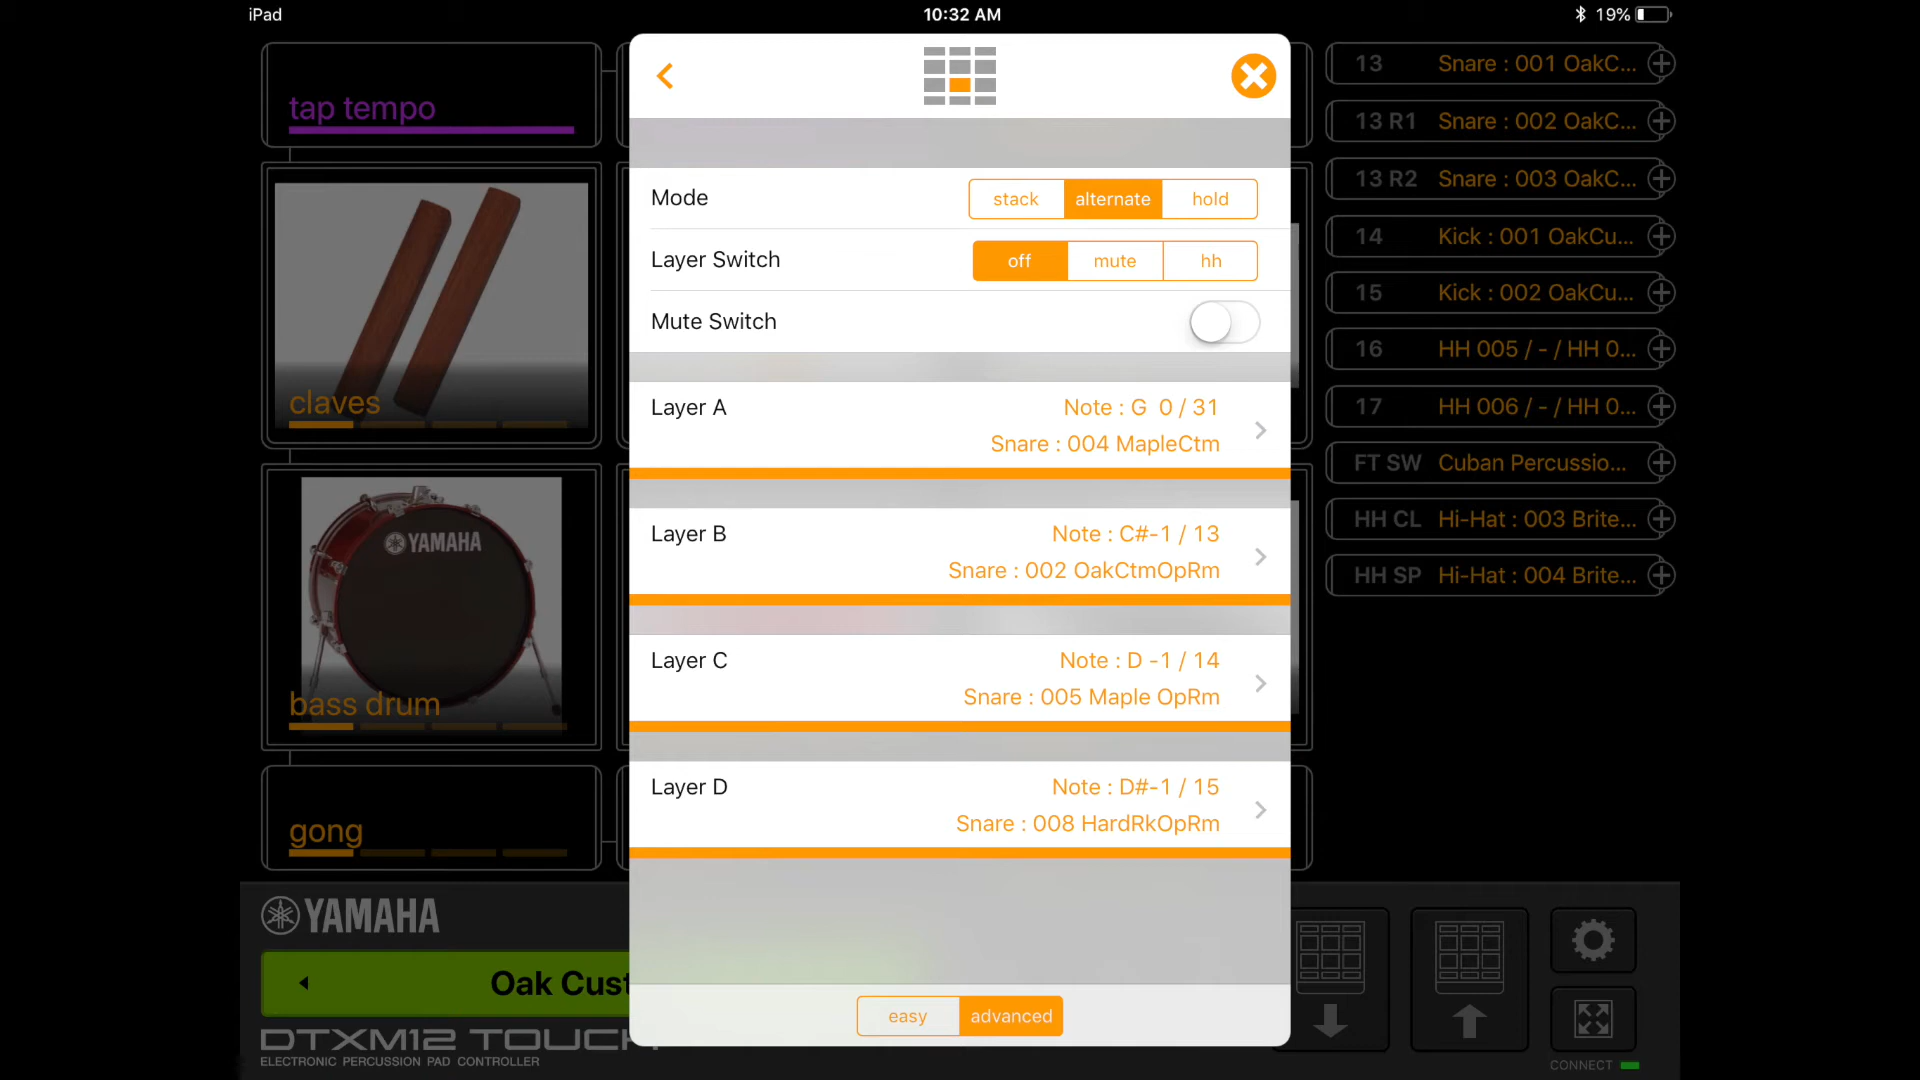 iPad
10:32 AM
19%
tap tempo
claves
YAMAHA
bass drum
gong
Mode
stack
alternate
hold
Layer Switch
off
mute
hh
Mute Switch
Layer A
Note : G 0 / 31
Snare : 004 MapleCtm
Layer B
Note : C#-1 / 13
Snare : 002 OakCtmOpRm
Layer C
Note : D -1 / 14
Snare : 005 Maple OpRm
Layer D
Note : D#-1 / 15
Snare : 008 HardRkOpRm
easy
advanced
13 Snare : 001 OakC...
13 R1 Snare : 002 OakC...
13 R2 Snare : 003 OakC...
14 Kick : 001 OakCu...
15 Kick : 002 OakCu...
16 HH 005 / - / HH 0...
17 HH 006 / - / HH 0...
FT SW Cuban Percussio...
HH CL Hi-Hat : 003 Brite...
HH SP Hi-Hat : 004 Brite...
YAMAHA
Oak Cust
DTXM12 TOUCH
ELECTRONIC PERCUSSION PAD CONTROLLER
CONNECT